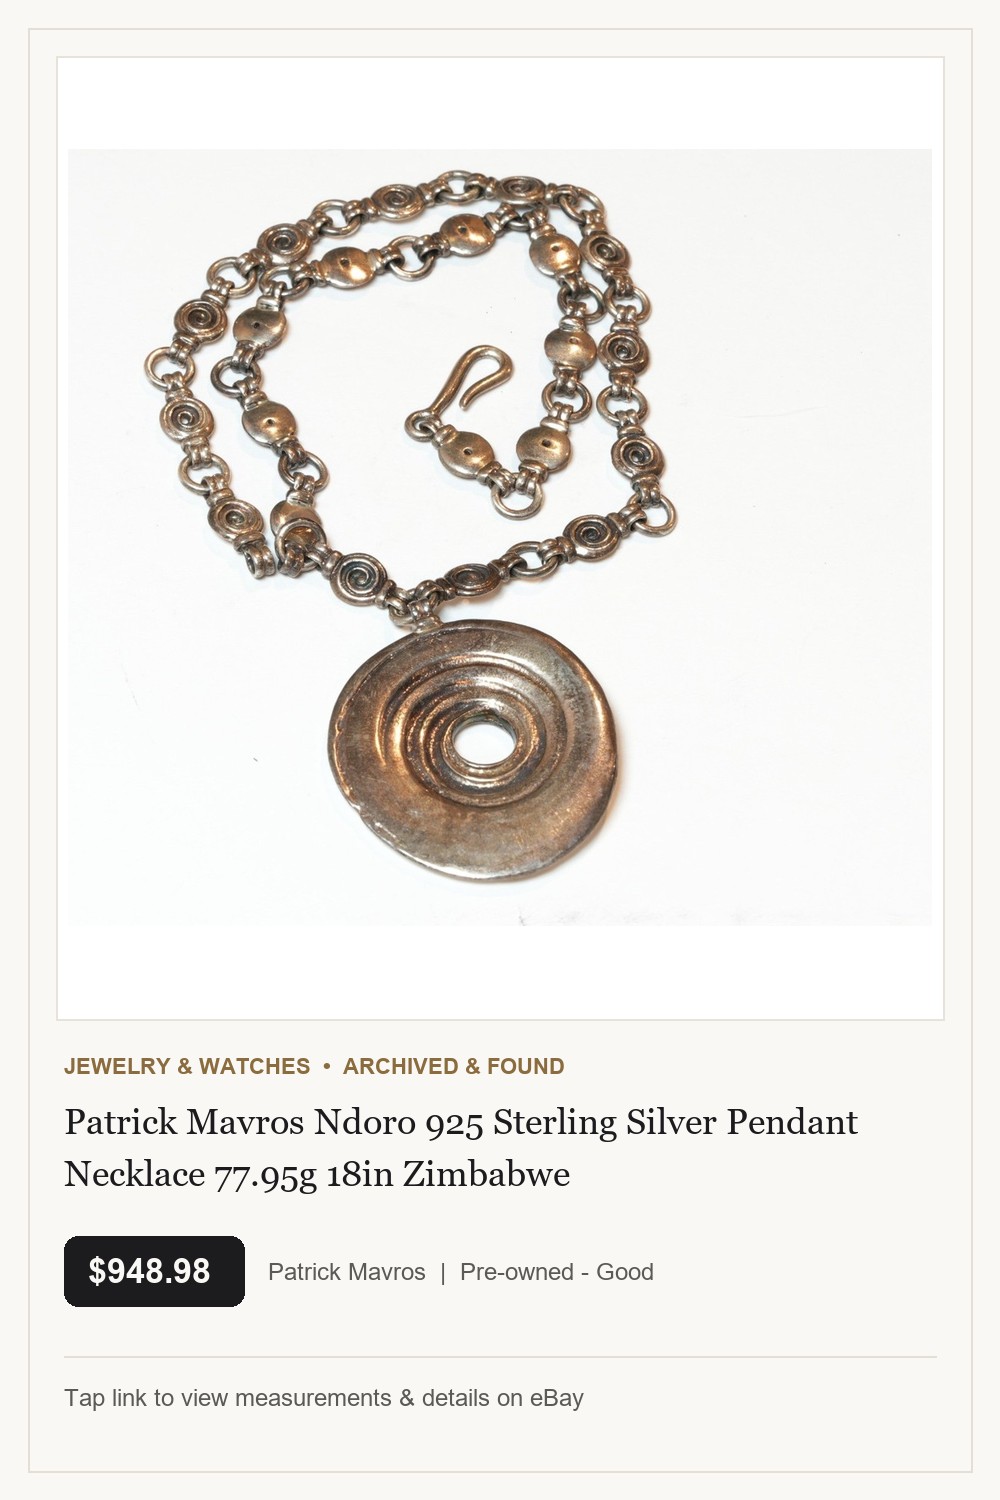 JEWELRY & WATCHES • ARCHIVED & FOUND
Patrick Mavros Ndoro 925 Sterling Silver Pendant
Necklace 77.95g 18in Zimbabwe
$948.98
Patrick Mavros | Pre-owned - Good
Tap link to view measurements & details on eBay